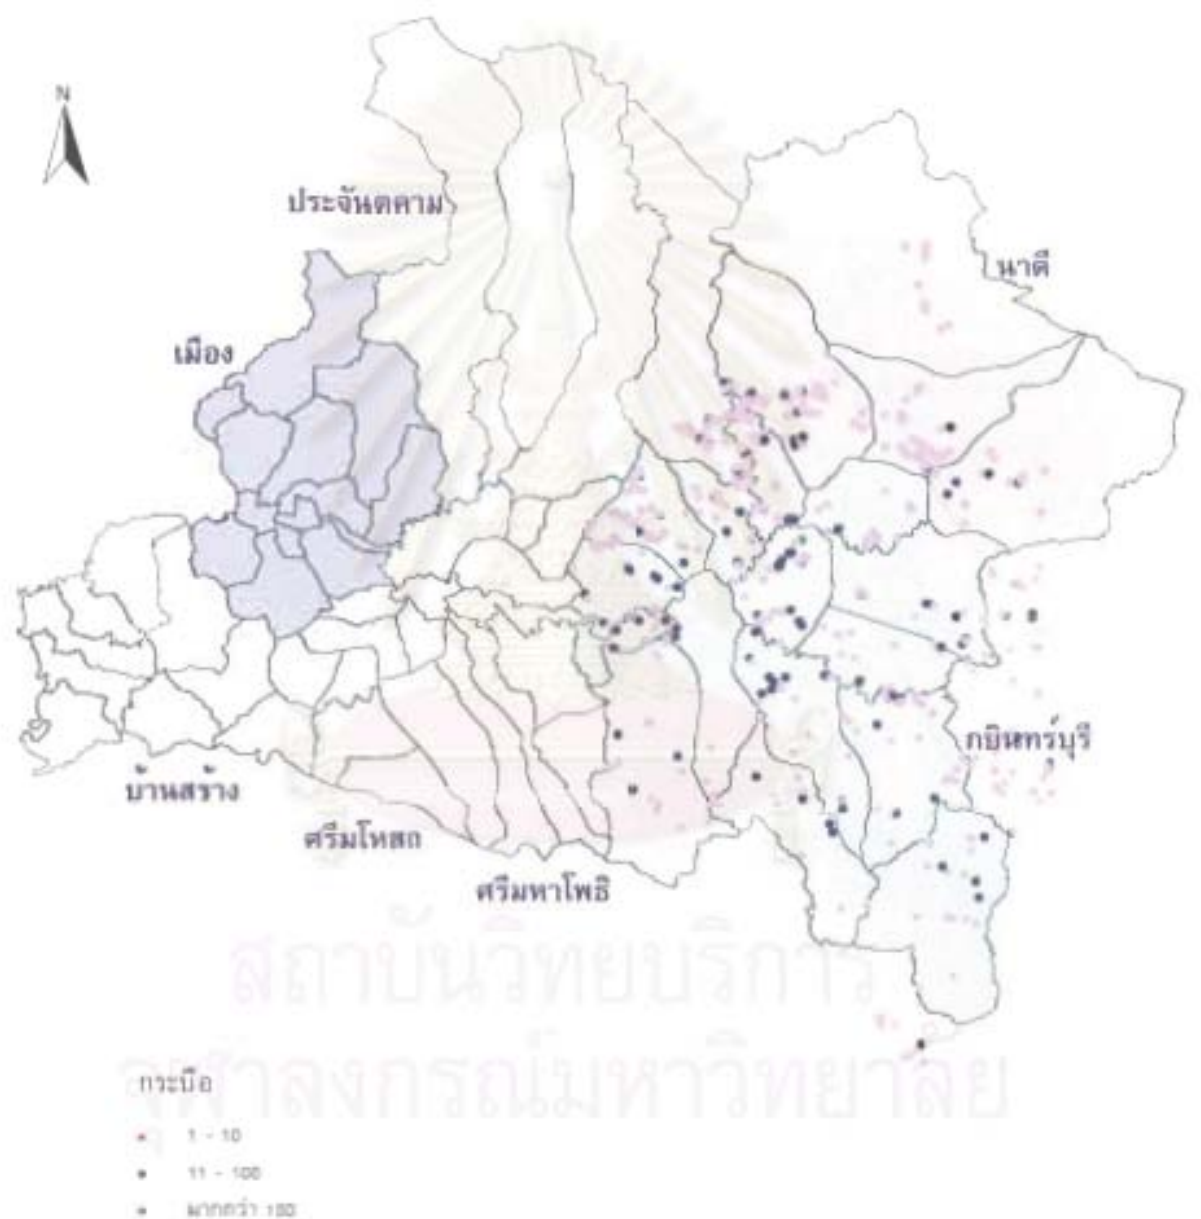 N
ประจันตคาม
นาดี
เมือง
กบินทร์บุรี
บ้านสร้าง
ศรีมโหสถ
ศรีมหาโพธิ
สถาบันวิทยบริการ
จุฬาลงกรณ์มหาวิทยาลัย
กระบือ
1 - 10
11 - 100
มากกว่า 100